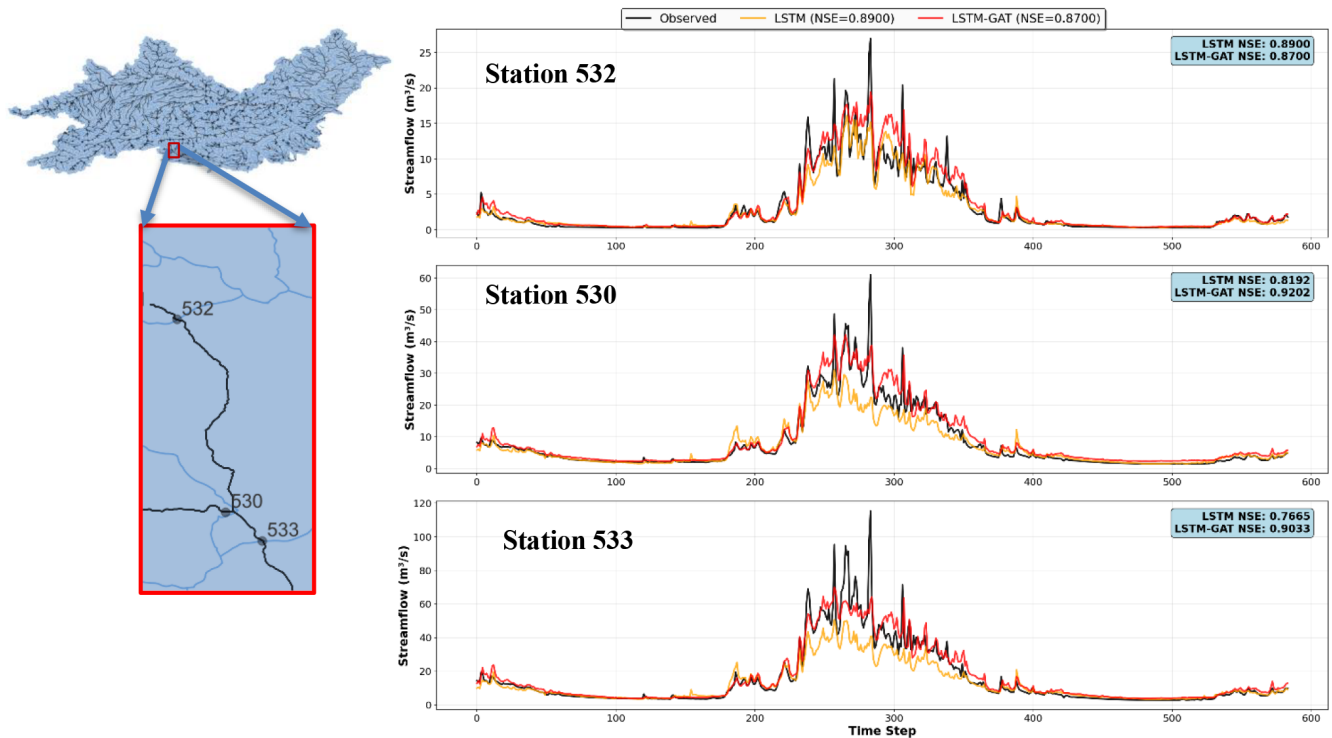 Observed LSTM (NSE=0.8900) LSTM-GAT (NSE=0.8700)
Station 532
LSTM NSE: 0.8900
LSTM-GAT NSE: 0.8700
Streamflow (m³/s)
25
20
15
10
5
0
0 100 200 300 400 500 600
532
530
533
Station 530
LSTM NSE: 0.8192
LSTM-GAT NSE: 0.9202
Streamflow (m³/s)
60
50
40
30
20
10
0
0 100 200 300 400 500 600
Station 533
LSTM NSE: 0.7665
LSTM-GAT NSE: 0.9033
Streamflow (m³/s)
120
100
80
60
40
20
0
0 100 200 300 400 500 600
Time Step